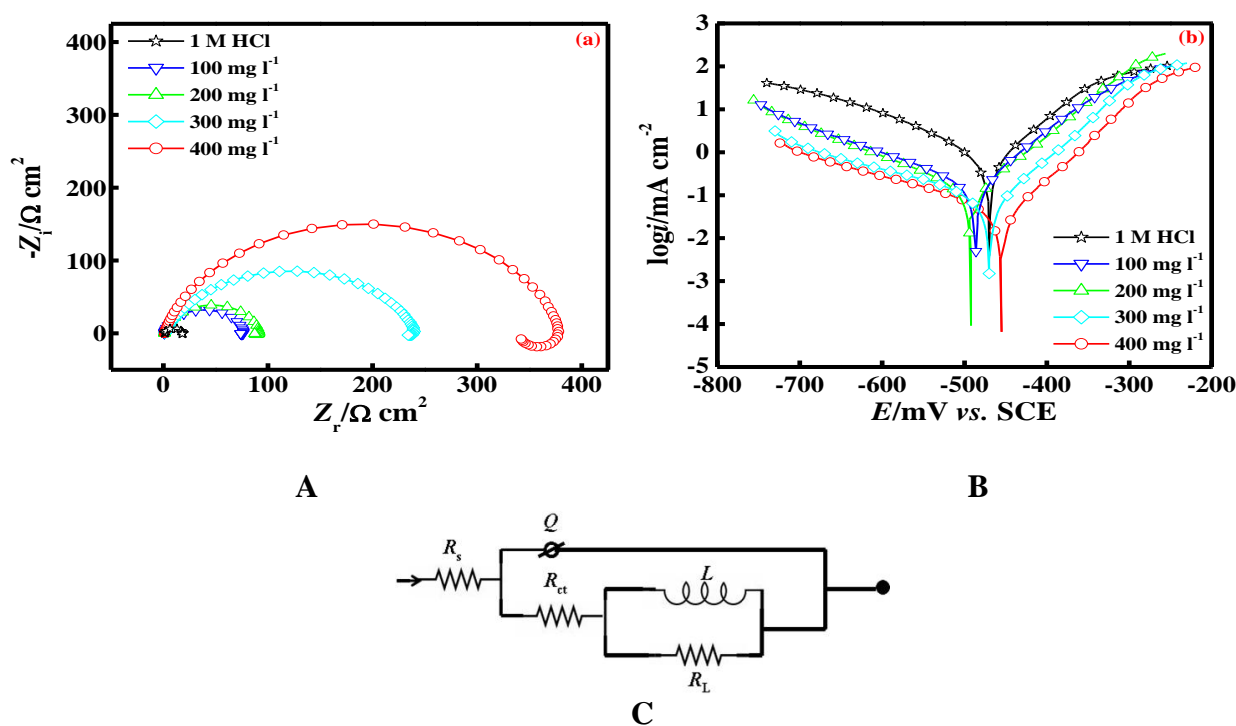 (a)
1 M HCl
100 mg l⁻¹
200 mg l⁻¹
300 mg l⁻¹
400 mg l⁻¹
400
300
200
100
0
-Zᵢ/Ω cm²
0 100 200 300 400
Zᵣ/Ω cm²
A
(b)
2
1
0
-1
-2
-3
-4
-5
logi/mA cm⁻²
1 M HCl
100 mg l⁻¹
200 mg l⁻¹
300 mg l⁻¹
400 mg l⁻¹
-800 -700 -600 -500 -400 -300 -200
E/mV vs. SCE
B
Q
Rₛ
L
R_ct
R_L
C